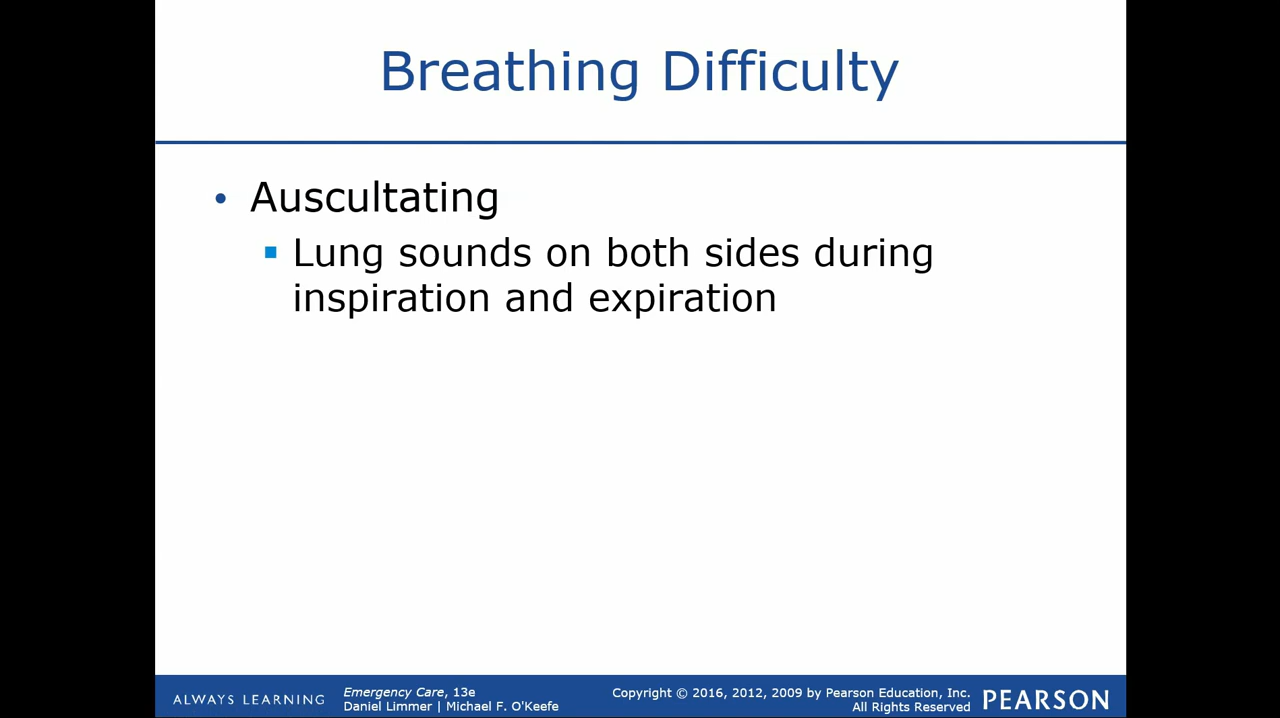 Breathing Difficulty
• Auscultating
▪ Lung sounds on both sides during
inspiration and expiration
ALWAYS LEARNING
Emergency Care, 13e
Daniel Limmer | Michael F. O'Keefe
Copyright © 2016, 2012, 2009 by Pearson Education, Inc.
All Rights Reserved
PEARSON